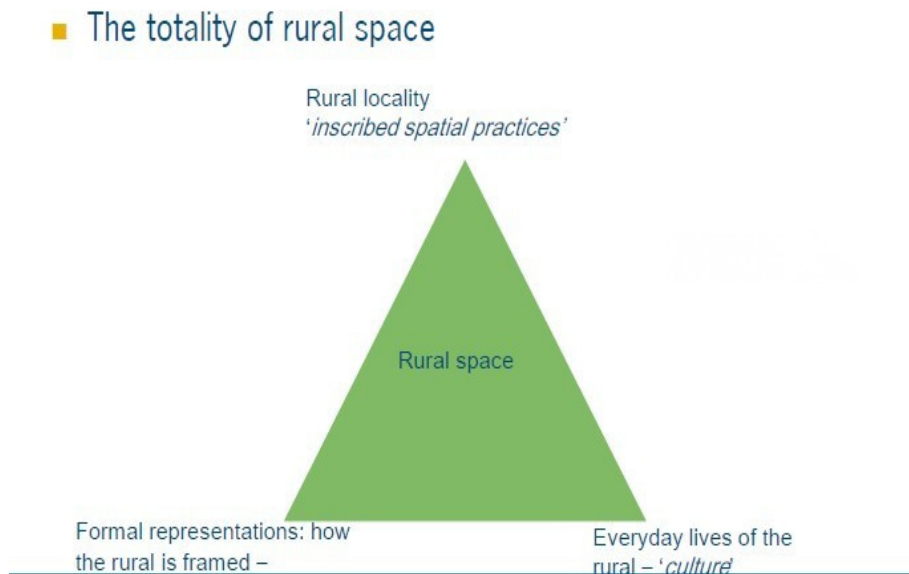 The totality of rural space
Rural locality
‘inscribed spatial practices’
Rural space
Formal representations: how
the rural is framed –
Everyday lives of the
rural – ‘culture’